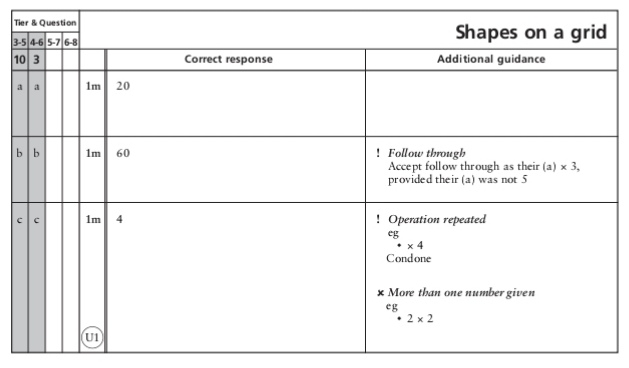 Tier & Question
Shapes on a grid
3-5 4-6 5-7 6-8
10 3 Correct response Additional guidance
a a 1m 20
b b 1m 60 ! Follow through
Accept follow through as their (a) × 3,
provided their (a) was not 5
c c 1m 4 ! Operation repeated
eg
• × 4
Condone
× More than one number given
eg
• 2 × 2
U1